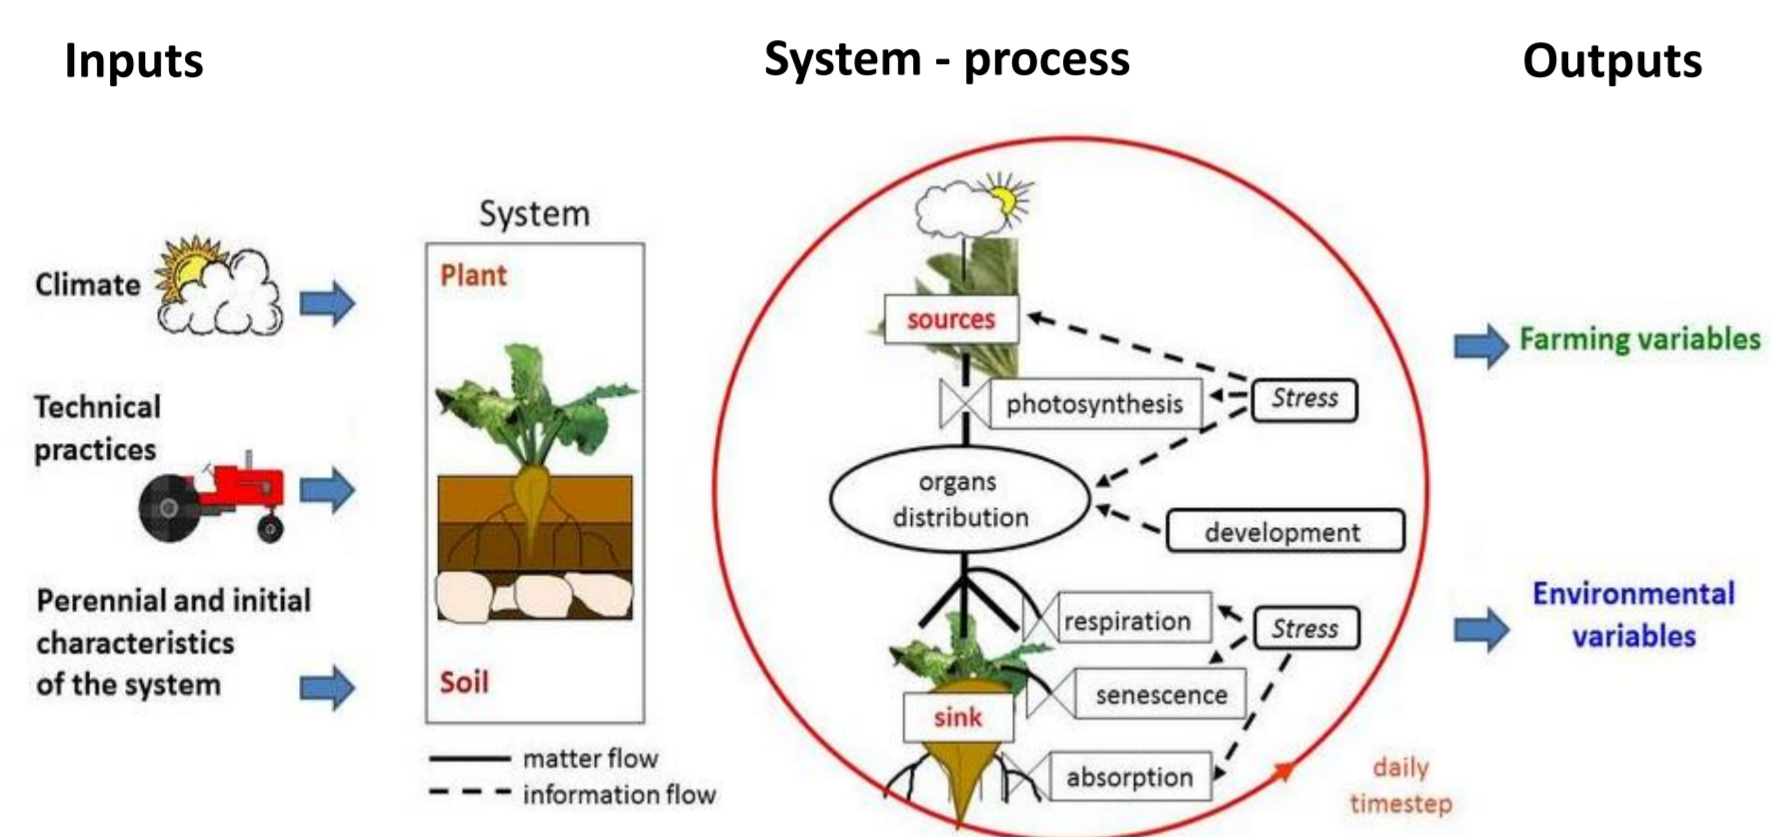 Inputs
System - process
Outputs
Climate
Technical
practices
Perennial and initial
characteristics
of the system
System
Plant
Soil
matter flow
information flow
sources
photosynthesis
Stress
organs
distribution
development
respiration
Stress
senescence
sink
absorption
daily
timestep
Farming variables
Environmental
variables